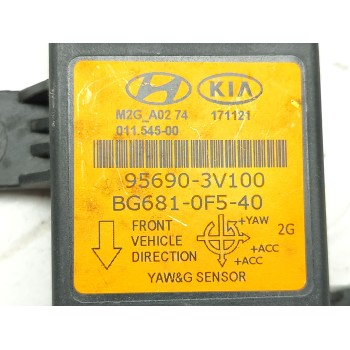 KIA
M2G_A02 74 171121
011.545-00
95690-3V100
BG681-0F5-40
FRONT
VEHICLE
DIRECTION
+YAW 2G
+ACC
+ACC
YAW&G SENSOR